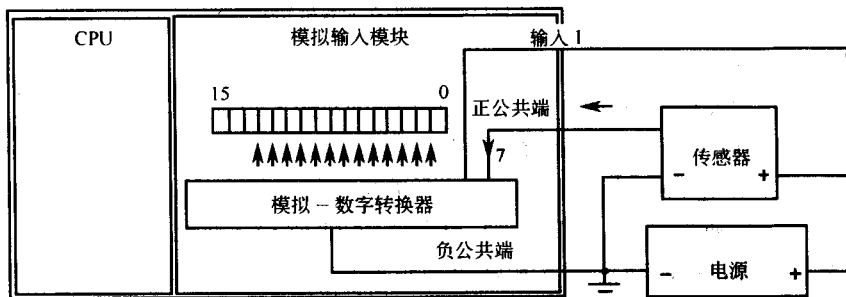 CPU
模拟输入模块
输入 1
15
0
正公共端
7
传感器
- +
模拟 – 数字转换器
负公共端
- 电源 +